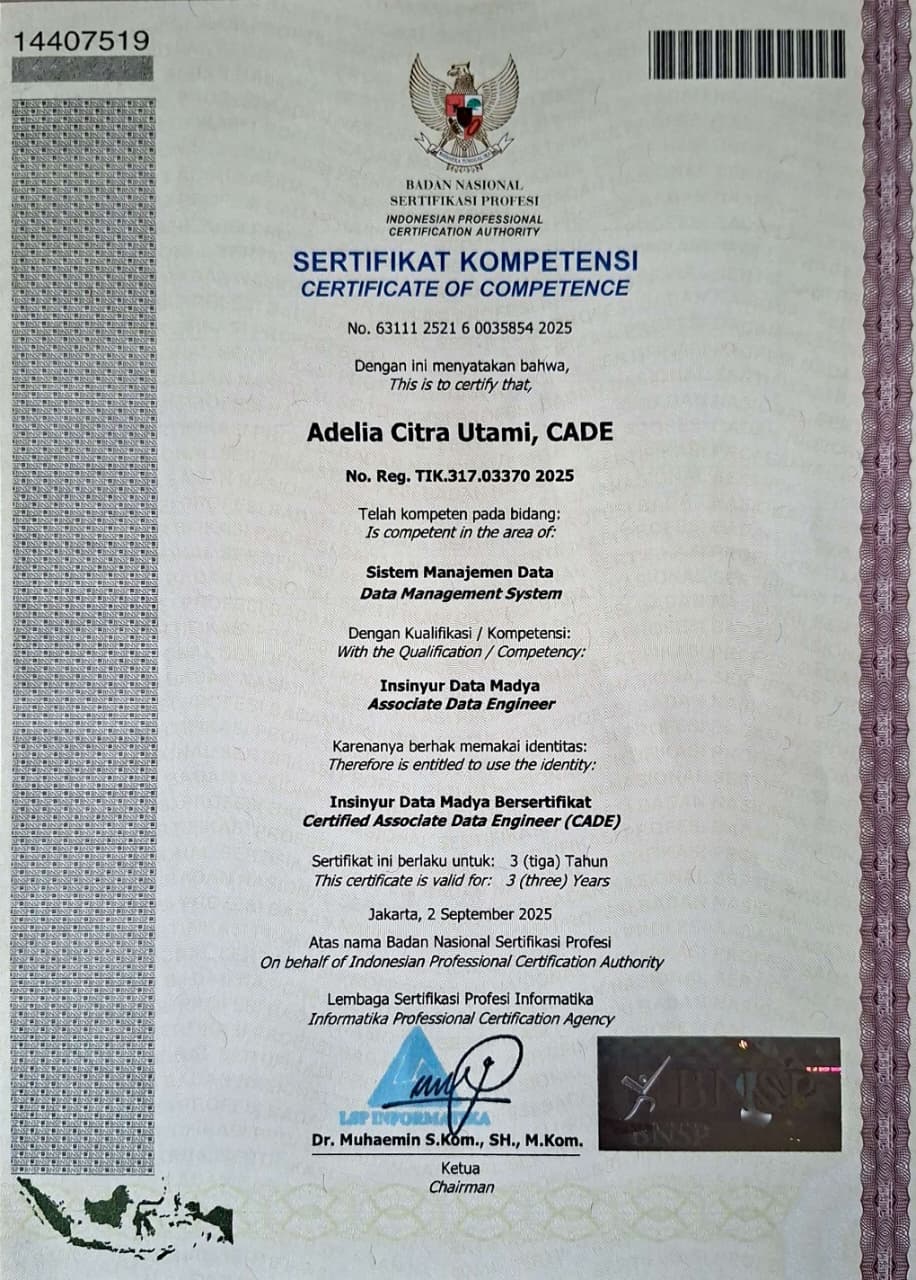 14407519
BADAN NASIONAL
SERTIFIKASI PROFESI
INDONESIAN PROFESSIONAL
CERTIFICATION AUTHORITY
SERTIFIKAT KOMPETENSI
CERTIFICATE OF COMPETENCE
No. 63111 2521 6 0035854 2025
Dengan ini menyatakan bahwa,
This is to certify that,
Adelia Citra Utami, CADE
No. Reg. TIK.317.03370 2025
Telah kompeten pada bidang:
Is competent in the area of:
Sistem Manajemen Data
Data Management System
Dengan Kualifikasi / Kompetensi:
With the Qualification / Competency:
Insinyur Data Madya
Associate Data Engineer
Karenanya berhak memakai identitas:
Therefore is entitled to use the identity:
Insinyur Data Madya Bersertifikat
Certified Associate Data Engineer (CADE)
Sertifikat ini berlaku untuk: 3 (tiga) Tahun
This certificate is valid for: 3 (three) Years
Jakarta, 2 September 2025
Atas nama Badan Nasional Sertifikasi Profesi
On behalf of Indonesian Professional Certification Authority
Lembaga Sertifikasi Profesi Informatika
Informatika Professional Certification Agency
LSP INFORMATIKA
BNSP
BNSP
Dr. Muhaemin S.Kom., SH., M.Kom.
Ketua
Chairman